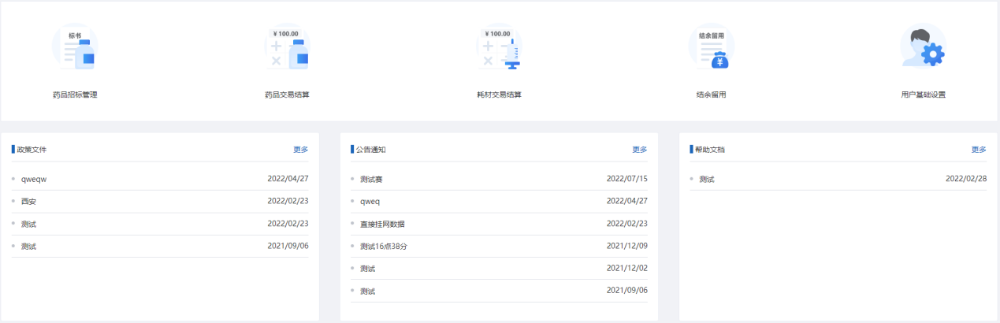 标书
¥ 100.00
¥ 100.00
结余留用
¥
药品招标管理
药品交易结算
耗材交易结算
结余留用
用户基础设置
政策文件 更多
qweqw 2022/04/27
西安 2022/02/23
测试 2022/02/23
测试 2021/09/06
公告通知 更多
测试赛 2022/07/15
qweq 2022/04/27
直接挂网数据 2022/02/23
测试16点38分 2021/12/09
测试 2021/12/02
测试 2021/09/06
帮助文档 更多
测试 2022/02/28